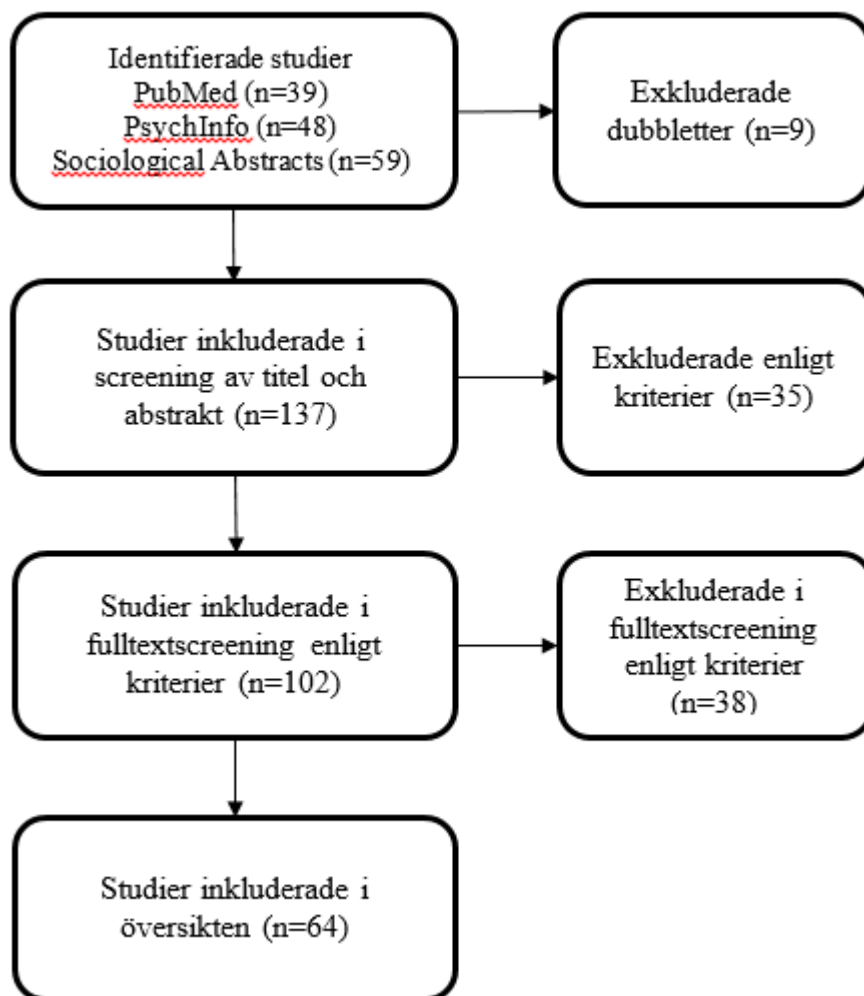 Identifierade studier
PubMed (n=39)
PsychInfo (n=48)
Sociological Abstracts (n=59)
Exkluderade
dubbletter (n=9)
Studier inkluderade i
screening av titel och
abstrakt (n=137)
Exkluderade enligt
kriterier (n=35)
Studier inkluderade i
fulltextscreening enligt
kriterier (n=102)
Exkluderade i
fulltextscreening
enligt kriterier
(n=38)
Studier inkluderade i
översikten (n=64)